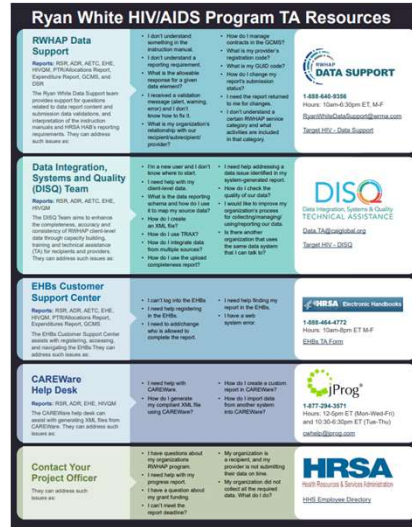 Ryan White HIV/AIDS Program TA Resources
RWHAP Data
Support
Reports: RSR, ADR, AETC, EHE,
HIVQM, PTR/Allocations Report,
Expenditure Report, GCMS, and
DSR
The Ryan White Data Support team
provides support for questions
related to data report content and
submission data validations, and
interpretation of the instruction
manuals and HRSA HAB's reporting
requirements. They can address
such issues as:
• I don't understand
something in the
instruction manual.
• I don't understand a
reporting requirement.
• What is the allowable
response for a given
data element?
• I received a validation
message (alert, warning,
error) and I don't
know how to fix it.
• What is my
organization's relationship
with our
recipient/subrecipient/
provider?
• How do I manage
contracts in the GCMS?
• What is my provider's
registration code?
• What is my GUID code?
• How do I change my
report's submission
status?
• I need the report returned
to me for changes.
• I don't understand a
certain RWHAP service
category and what
activities are included
in that category.
RWHAP
DATA SUPPORT
1-888-640-9356
Hours: 10am-6:30pm ET, M-F
RyanWhiteDataSupport@wrma.com
Target HIV - Data Support
Data Integration,
Systems and Quality
(DISQ) Team
Reports: RSR, ADR, AETC, EHE,
HIVQM
The DISQ Team aims to enhance
the completeness, accuracy and
consistency of RWHAP client-level
data through capacity building,
training and technical assistance
(TA) for recipients and providers.
They can address such issues as:
• I'm a new user and I don't
know where to start.
• I need help with my
client-level data.
• What is the data reporting
schema and how do I use
it to map my source data?
• How do I create
an XML file?
• How do I use TRAX?
• How do I integrate data
from multiple sources?
• How do I use the upload
completeness report?
• I need help addressing a
data issue identified in my
system-generated report.
• How do I check the
quality of our data?
• I would like to improve my
organization's process for
collecting/managing/
using/reporting our data.
• Is there another
organization that uses
the same data system
that I can talk to?
DISQ
Data Integration, Systems & Quality
TECHNICAL ASSISTANCE
Data.TA@caiglobal.org
Target HIV - DISQ
EHBs Customer
Support Center
Reports: RSR, ADR, AETC, EHE,
HIVQM, PTR/Allocations Report,
Expenditures Report, GCMS
The EHBs Customer Support Center
assists with registering, accessing,
and navigating the EHBs They can
address such issues as:
• I can't log into the EHBs
• I need help registering
in the EHBs.
• I need to add/change
who is allowed to
complete the report.
• I need help finding my
report in the EHBs.
• I have a web
system error.
HRSA Electronic Handbooks
1-888-464-4772
Hours: 10am-8pm ET M-F
EHBs TA Form
CAREWare
Help Desk
Reports: RSR, ADR, EHE, HIVQM
The CAREWare help desk can
assist with generating XML files from
CAREWare. They can address such
issues as:
• I need help with
CAREWare.
• How do I generate
my compliant XML file
using CAREWare?
• How do I create a custom
report in CAREWare?
• How do I import data
from another system
into CAREWare?
jProg
1-877-294-3571
Hours: 12-5pm ET (Mon-Wed-Fri)
and 10:30-6:30pm ET (Tue-Thu)
cwhelp@jprog.com
Contact Your
Project Officer
They can address such
issues as:
• I have questions about
my organizations
RWHAP program.
• I need help with my
progress report.
• I have a question about
my grant funding.
• I can't meet the
report deadline?
• My organization is
a recipient, and my
provider is not submitting
their data on time.
• My organization did not
collect all the required
data. What do I do?
HRSA
Health Resources & Services Administration
HHS Employee Directory